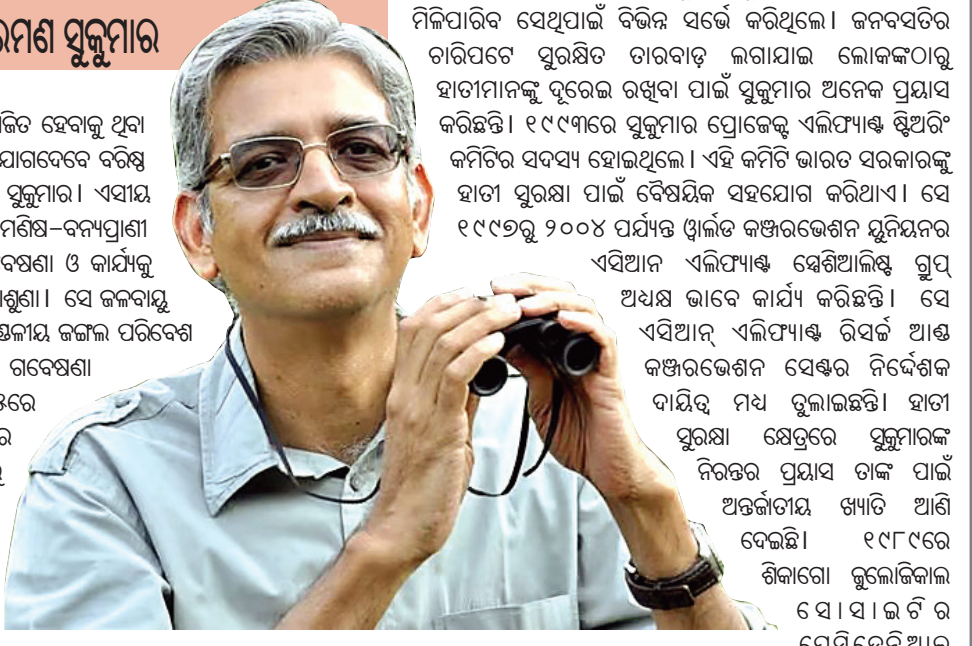 ରମଣ ସୁକୁମାର
ହେବାକୁ ଥିବା
ଯୋଗଦେବେ ବରିଷ୍ଠ
ସୁକୁମାର। ଏସୀୟ
ମଣିଷ-ବନ୍ୟପ୍ରାଣୀ
ଓ କାର୍ଯ୍ୟକୁ
ସେ ଜଳବାୟୁ
ଜଙ୍ଗଲ ପରିବେଶ
ଗବେଷଣା
ମିଳିପାରିବ ସେଥିପାଇଁ ବିଭିନ୍ନ ସର୍ଭେ କରିଥିଲେ। ଜନବସତିର
ଚାରିପଟେ ସୁରକ୍ଷିତ ତାରବାଡ଼ ଲଗାଯାଇ ଲୋକଙ୍କଠାରୁ
ହାତୀମାନଙ୍କୁ ଦୂରେଇ ରଖିବା ପାଇଁ ସୁକୁମାର ଅନେକ ପ୍ରୟାସ
କରିଛନ୍ତି। ୧୯୯୩ରେ ସୁକୁମାର ପ୍ରୋଜେକ୍ଟ ଏଲିଫ୍ୟାଣ୍ଟ ଷ୍ଟିଅରିଂ
କମିଟିର ସଦସ୍ୟ ହୋଇଥିଲେ। ଏହି କମିଟି ଭାରତ ସରକାରଙ୍କୁ
ହାତୀ ସୁରକ୍ଷା ପାଇଁ ବୈଷୟିକ ସହଯୋଗ କରିଥାଏ। ସେ
୧୯୯୭ରୁ ୨୦୦୪ ପର୍ଯ୍ୟନ୍ତ ୱାର୍ଲଡ କଞ୍ଜରଭେଶନ ୟୁନିୟନର
ଏସିଆନ ଏଲିଫ୍ୟାଣ୍ଟ ସ୍ପେଶିଆଲିଷ୍ଟ ଗ୍ରୁପ୍
ଅଧ୍ୟକ୍ଷ ଭାବେ କାର୍ଯ୍ୟ କରିଛନ୍ତି। ସେ
ଏସିଆନ୍ ଏଲିଫ୍ୟାଣ୍ଟ ରିସର୍ଚ୍ଚ ଆଣ୍ଡ
କଞ୍ଜରଭେଶନ ସେଣ୍ଟର ନିର୍ଦ୍ଦେଶକ
ଦାୟିତ୍ୱ ମଧ୍ୟ ତୁଲାଇଛନ୍ତି। ହାତୀ
ସୁରକ୍ଷା କ୍ଷେତ୍ରରେ ସୁକୁମାରଙ୍କ
ନିରନ୍ତର ପ୍ରୟାସ ତାଙ୍କ ପାଇଁ
ଅନ୍ତର୍ଜାତୀୟ ଖ୍ୟାତି ଆଣି
ଦେଇଛି। ୧୯୮୯ରେ
ଶିକାଗୋ ଜୁଲୋଜିକାଲ
ସୋସାଇଟିର